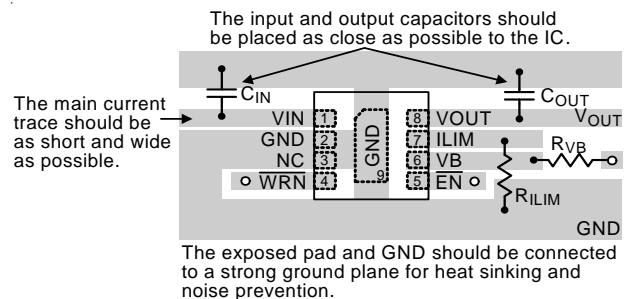 The input and output capacitors should
be placed as close as possible to the IC.
CIN
COUT
The main current
trace should be
as short and wide
as possible.
VIN 1
8 VOUT
VOUT
GND 2
7 ILIM
NC 3
6 VB
RVB
WRN 4
5 EN
GND
9
RILIM
GND
The exposed pad and GND should be connected
to a strong ground plane for heat sinking and
noise prevention.